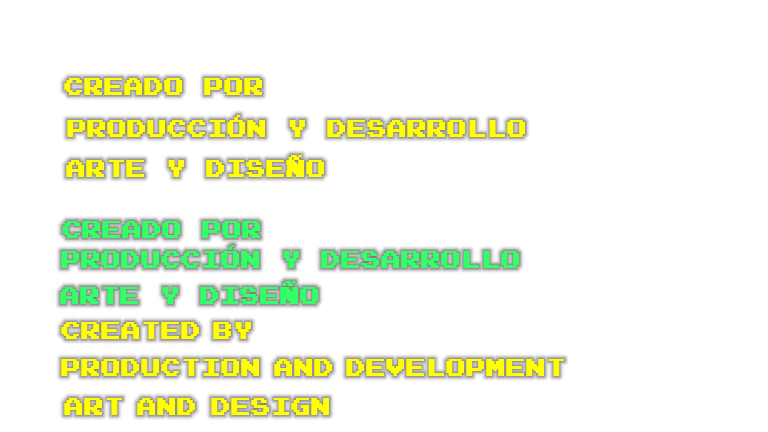 CREADO POR
PRODUCCIÓN Y DESARROLLO
ARTE Y DISEÑO
CREADO POR
PRODUCCIÓN Y DESARROLLO
ARTE Y DISEÑO
CREATED BY
PRODUCTION AND DEVELOPMENT
ART AND DESIGN